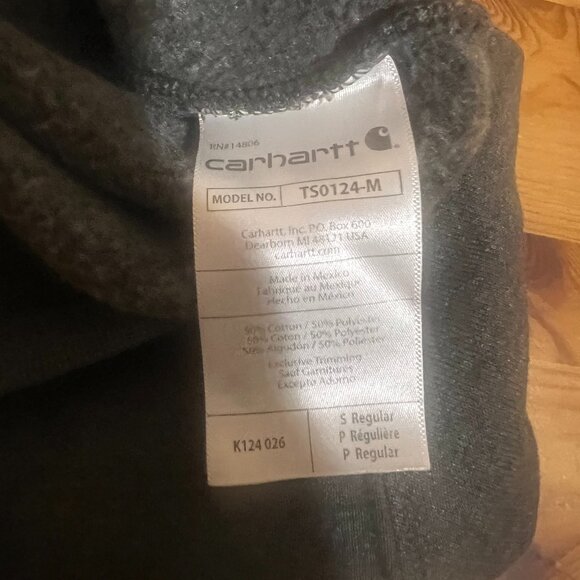 RN#14806
carhartt
MODEL NO. TS0124-M
Carhartt, Inc. P.O. Box 600
Dearborn MI 48121 USA
carhartt.com
Made in Mexico
Fabriqué au Mexique
Hecho en México
50% Cotton / 50% Polyester
50% Coton / 50% Polyester
50% Algodón / 50% Poliester
Exclusive Trimming
Sauf Garnitures
Excepto Adorno
K124 026
S Regular
P Régulière
P Regular